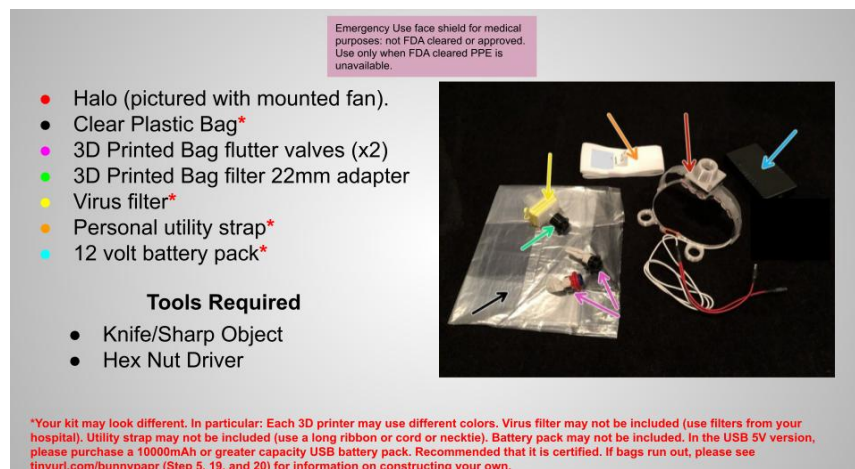 Emergency Use face shield for medical
purposes: not FDA cleared or approved.
Use only when FDA cleared PPE is
unavailable.
Halo (pictured with mounted fan).
Clear Plastic Bag*
3D Printed Bag flutter valves (x2)
3D Printed Bag filter 22mm adapter
Virus filter*
Personal utility strap*
12 volt battery pack*
Tools Required
Knife/Sharp Object
Hex Nut Driver
*Your kit may look different. In particular: Each 3D printer may use different colors. Virus filter may not be included (use filters from your
hospital). Utility strap may not be included (use a long ribbon or cord or necktie). Battery pack may not be included. In the USB 5V version,
please purchase a 10000mAh or greater capacity USB battery pack. Recommended that it is certified. If bags run out, please see
tinyurl.com/bunnypapr (Step 5, 19, and 20) for information on constructing your own.